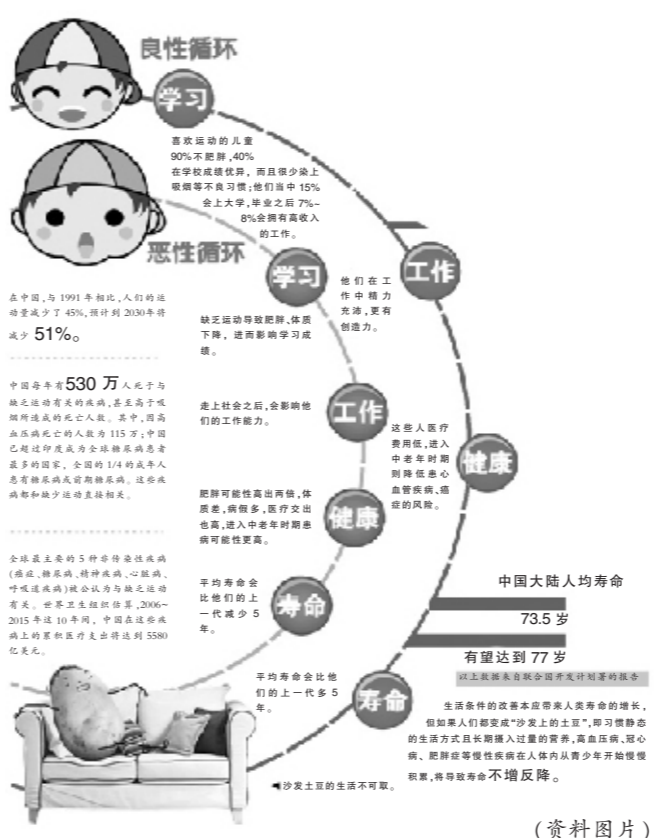 良性循环
学习
喜欢运动的儿童
90%不肥胖,40%
在学校成绩优异，而且很少染上
吸烟等不良习惯;他们当中15%
会上大学,毕业之后7%~
8%会拥有高收入
的工作。
工作
他们在工
作中精力
充沛,更有
创造力。
健康
这些人医疗
费用低,进入
中老年时期
则降低患心
血管疾病、癌
症的风险。
寿命
平均寿命会比他
们的上一代多5
年。
恶性循环
学习
缺乏运动导致肥胖、体质
下降，进而影响学习成
绩。
工作
走上社会之后,会影响他
们的工作能力。
健康
肥胖可能性高出两倍,体
质差,病假多,医疗交出
也高,进入中老年时期患
病可能性更高。
寿命
平均寿命会
比他们的上
一代减少5
年。
在中国,与1991年相比,人们的运
动量减少了45%,预计到2030年将
减少51%。
中国每年有530万人死于与
缺乏运动有关的疾病,甚至高于吸
烟所造成的死亡人数。其中,因高
血压病死亡的人数为115万;中国
已超过印度成为全球糖尿病患者
最多的国家，全国的1/4的成年人
患有糖尿病或前期糖尿病。这些疾
病都和缺少运动直接相关。
全球最主要的5种非传染性疾病
(癌症、糖尿病、精神疾病、心脏病、
呼吸道疾病)被公认为与缺乏运动
有关。世界卫生组织估算,2006~
2015年这10年间，中国在这些疾
病上的累积医疗支出将达到5580
亿美元。
中国大陆人均寿命
73.5岁
有望达到77岁
以上数据来自联合国开发计划署的报告
生活条件的改善本应带来人类寿命的增长，
但如果人们都变成“沙发上的土豆”,即习惯静态
的生活方式且长期摄入过量的营养,高血压病、冠心
病、肥胖症等慢性疾病在人体内从青少年开始慢慢
积累,将导致寿命不增反降。
◀沙发土豆的生活不可取。
(资料图片)